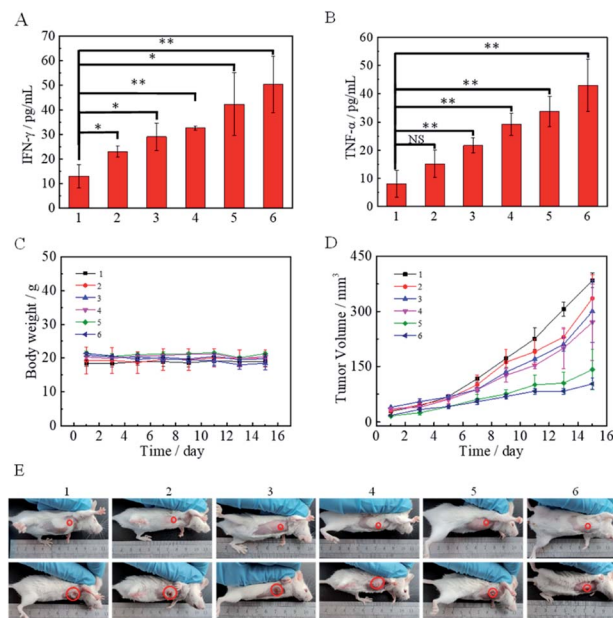 A
IFN-γ / pg/mL
70
60
50
40
30
20
10
0
**
*
**
*
*
1 2 3 4 5 6
B
TNF-α / pg/mL
60
50
40
30
20
10
0
**
**
**
**
NS
1 2 3 4 5 6
C
Body weight / g
50
40
30
20
10
0
1
2
3
4
5
6
0 2 4 6 8 10 12 14 16
Time / day
D
Tumor Volume / mm³
450
300
150
0
1
2
3
4
5
6
0 2 4 6 8 10 12 14 16
Time / day
E
1 2 3 4 5 6